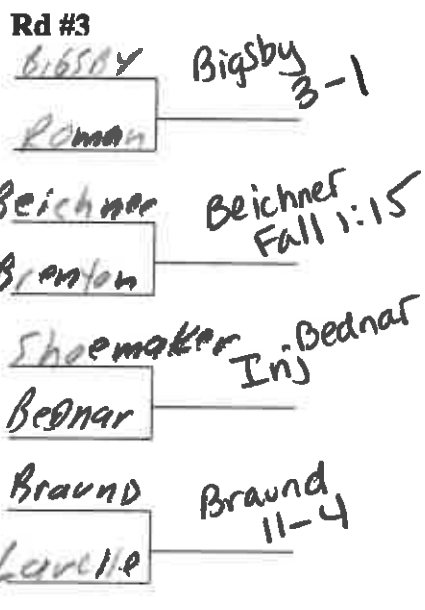 Rd #3
BIGSBY
Bigsby
3-1
Roman
Beichner
Beichner
Fall 1:15
Brenton
Shoemaker
Bednar
Inj
Bednar
Braund
Braund
11-4
Lavelle